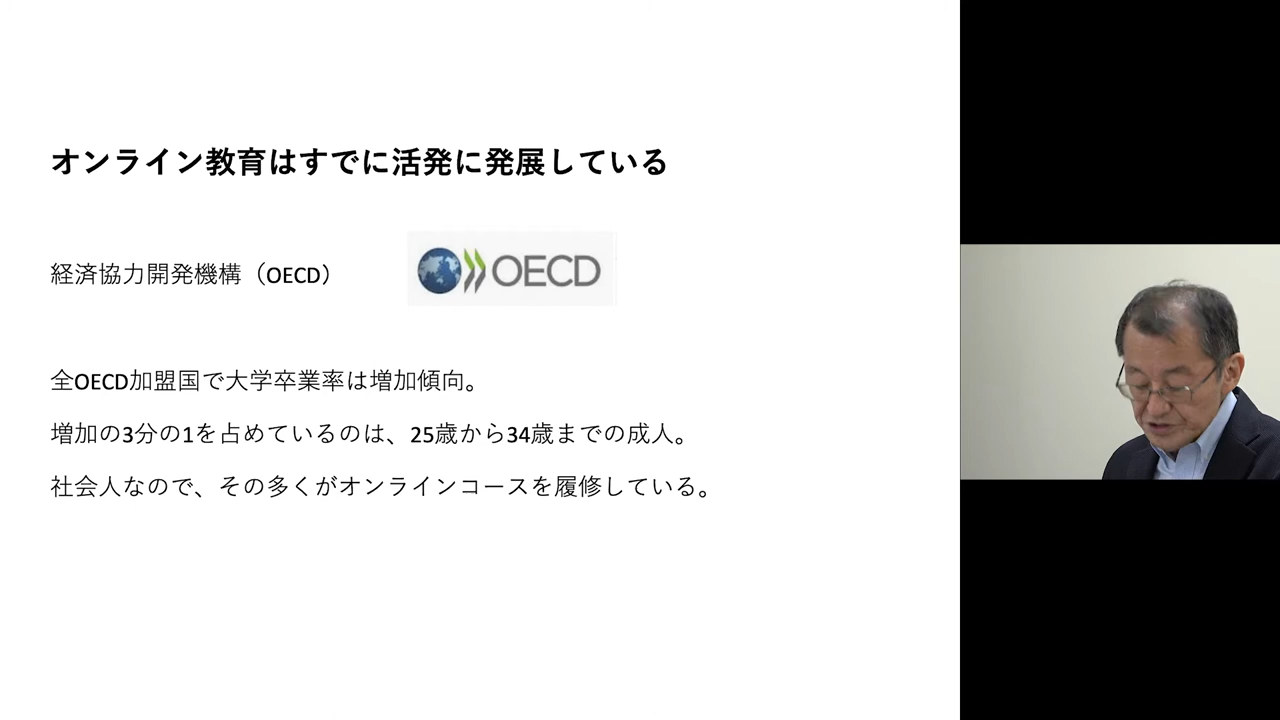 オンライン教育はすでに活発に発展している
経済協力開発機構（OECD）
OECD
全OECD加盟国で大学卒業率は増加傾向。
増加の3分の1を占めているのは、25歳から34歳までの成人。
社会人なので、その多くがオンラインコースを履修している。